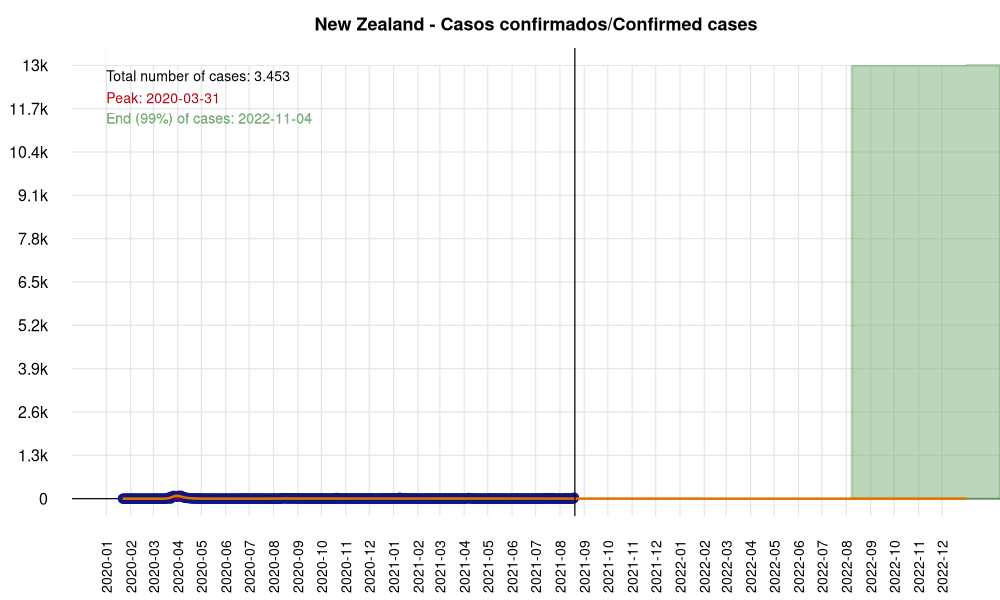 New Zealand - Casos confirmados/Confirmed cases
Total number of cases: 3.453
Peak: 2020-03-31
End (99%) of cases: 2022-11-04
13k
11.7k
10.4k
9.1k
7.8k
6.5k
5.2k
3.9k
2.6k
1.3k
0
2020-01
2020-02
2020-03
2020-04
2020-05
2020-06
2020-07
2020-08
2020-09
2020-10
2020-11
2020-12
2021-01
2021-02
2021-03
2021-04
2021-05
2021-06
2021-07
2021-08
2021-09
2021-10
2021-11
2021-12
2022-01
2022-02
2022-03
2022-04
2022-05
2022-06
2022-07
2022-08
2022-09
2022-10
2022-11
2022-12